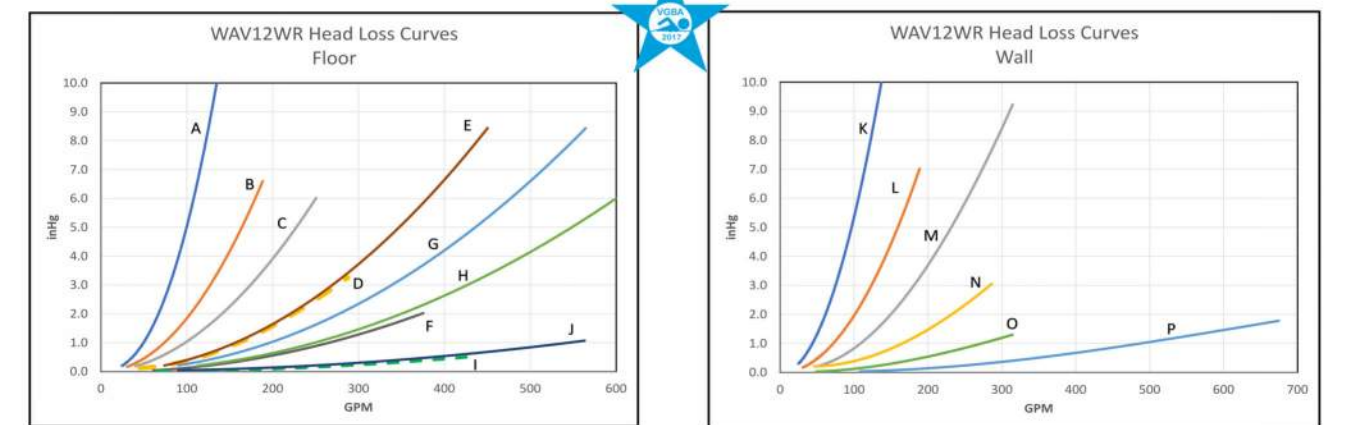 VGBA
2017
WAV12WR Head Loss Curves
Floor
10.0
9.0
8.0
7.0
6.0
5.0
4.0
3.0
2.0
1.0
0.0
inHg
A
B
C
D
E
F
G
H
I
J
0 100 200 300 400 500 600
GPM
WAV12WR Head Loss Curves
Wall
10.0
9.0
8.0
7.0
6.0
5.0
4.0
3.0
2.0
1.0
0.0
inHg
K
L
M
N
O
P
0 100 200 300 400 500 600 700
GPM